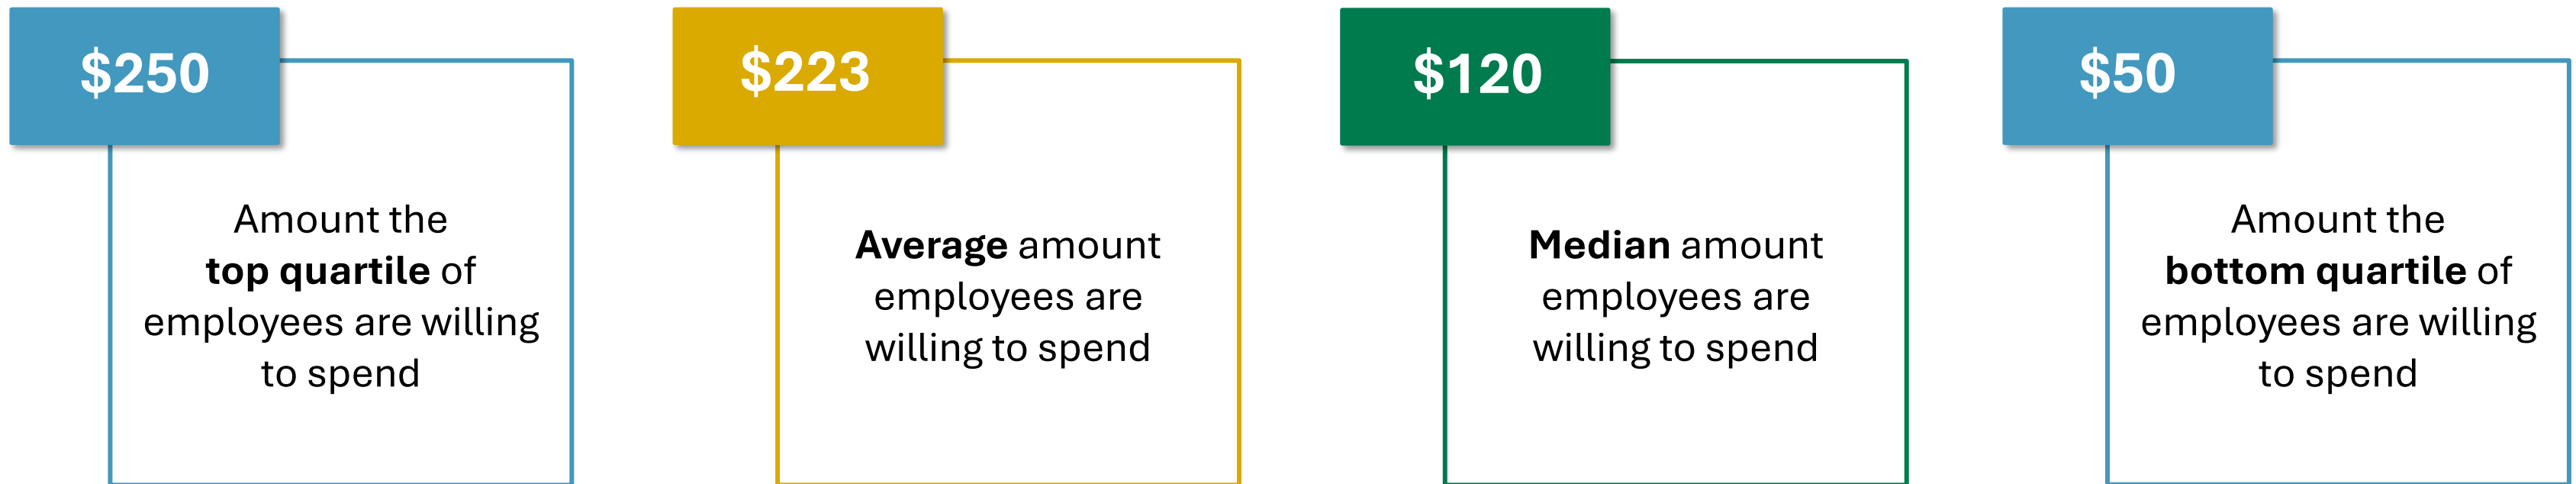 $250
Amount the
top quartile of
employees are willing
to spend
$223
Average amount
employees are
willing to spend
$120
Median amount
employees are
willing to spend
$50
Amount the
bottom quartile of
employees are willing
to spend